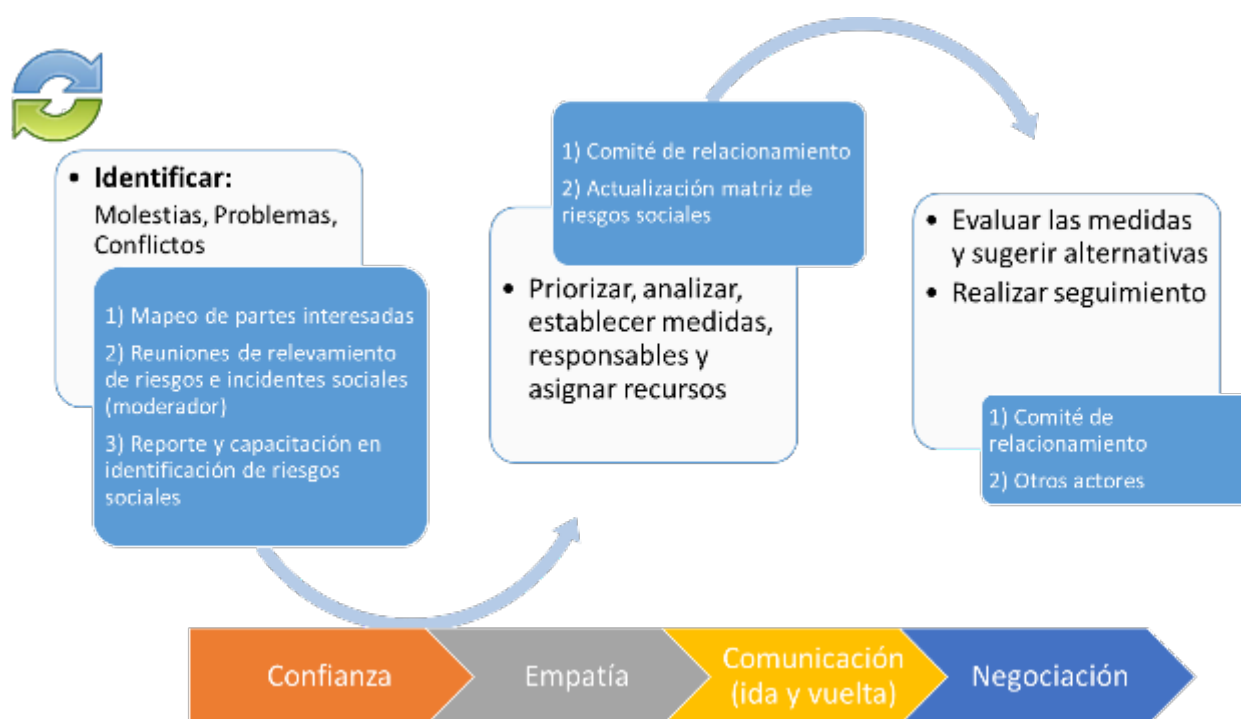 • Identificar:
Molestias, Problemas,
Conflictos
1) Mapeo de partes interesadas
2) Reuniones de relevamiento
de riesgos e incidentes sociales
(moderador)
3) Reporte y capacitación en
identificación de riesgos
sociales
1) Comité de relacionamiento
2) Actualización matriz de
riesgos sociales
• Priorizar, analizar,
establecer medidas,
responsables y
asignar recursos
• Evaluar las medidas
y sugerir alternativas
• Realizar seguimiento
1) Comité de
relacionamiento
2) Otros actores
Confianza
Empatía
Comunicación
(ida y vuelta)
Negociación